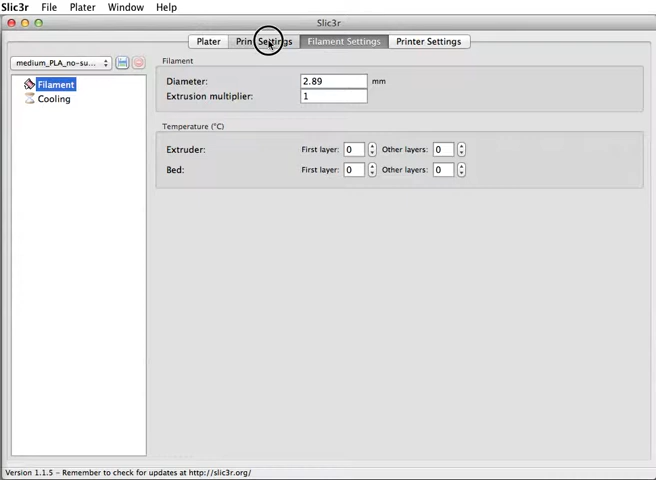 Slic3r File Plater Window Help
Slic3r
Plater Print Settings Filament Settings Printer Settings
medium_PLA_no-su...
Filament
Cooling
Filament
Diameter: 2.89 mm
Extrusion multiplier: 1
Temperature (°C)
Extruder: First layer: 0 Other layers: 0
Bed: First layer: 0 Other layers: 0
Version 1.1.5 - Remember to check for updates at http://slic3r.org/